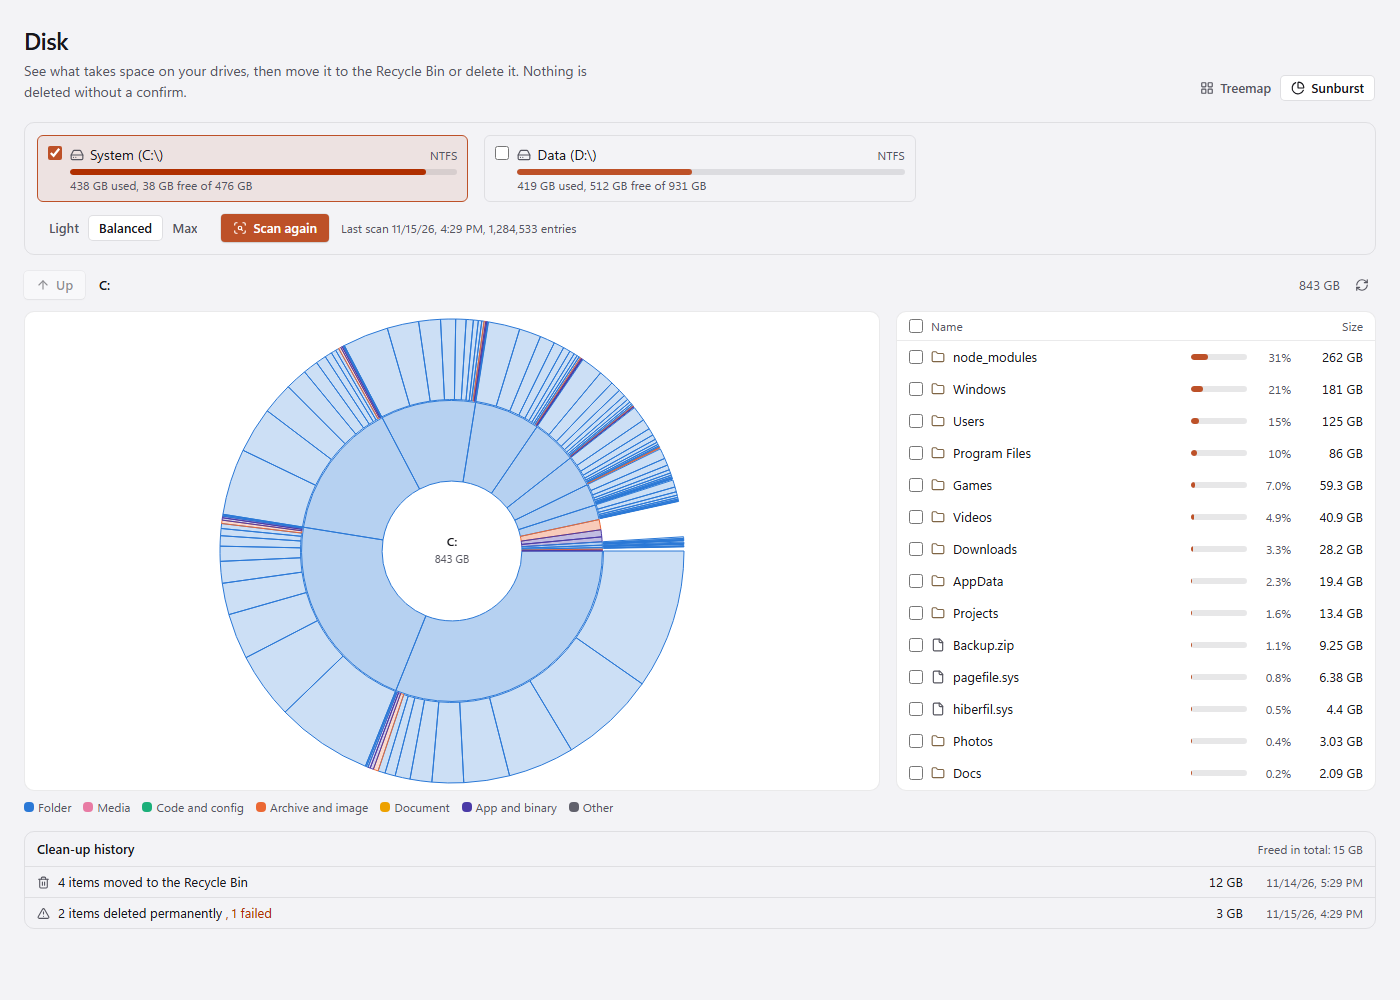 Disk
See what takes space on your drives, then move it to the Recycle Bin or delete it. Nothing is
deleted without a confirm.
Treemap
Sunburst
System (C:\)
NTFS
438 GB used, 38 GB free of 476 GB
Data (D:\)
NTFS
419 GB used, 512 GB free of 931 GB
Light
Balanced
Max
Scan again
Last scan 11/15/26, 4:29 PM, 1,284,533 entries
Up
C:
843 GB
C:
843 GB
Name Size
node_modules 31% 262 GB
Windows 21% 181 GB
Users 15% 125 GB
Program Files 10% 86 GB
Games 7.0% 59.3 GB
Videos 4.9% 40.9 GB
Downloads 3.3% 28.2 GB
AppData 2.3% 19.4 GB
Projects 1.6% 13.4 GB
Backup.zip 1.1% 9.25 GB
pagefile.sys 0.8% 6.38 GB
hiberfil.sys 0.5% 4.4 GB
Photos 0.4% 3.03 GB
Docs 0.2% 2.09 GB
Folder Media Code and config Archive and image Document App and binary Other
Clean-up history Freed in total: 15 GB
4 items moved to the Recycle Bin 12 GB 11/14/26, 5:29 PM
2 items deleted permanently , 1 failed 3 GB 11/15/26, 4:29 PM